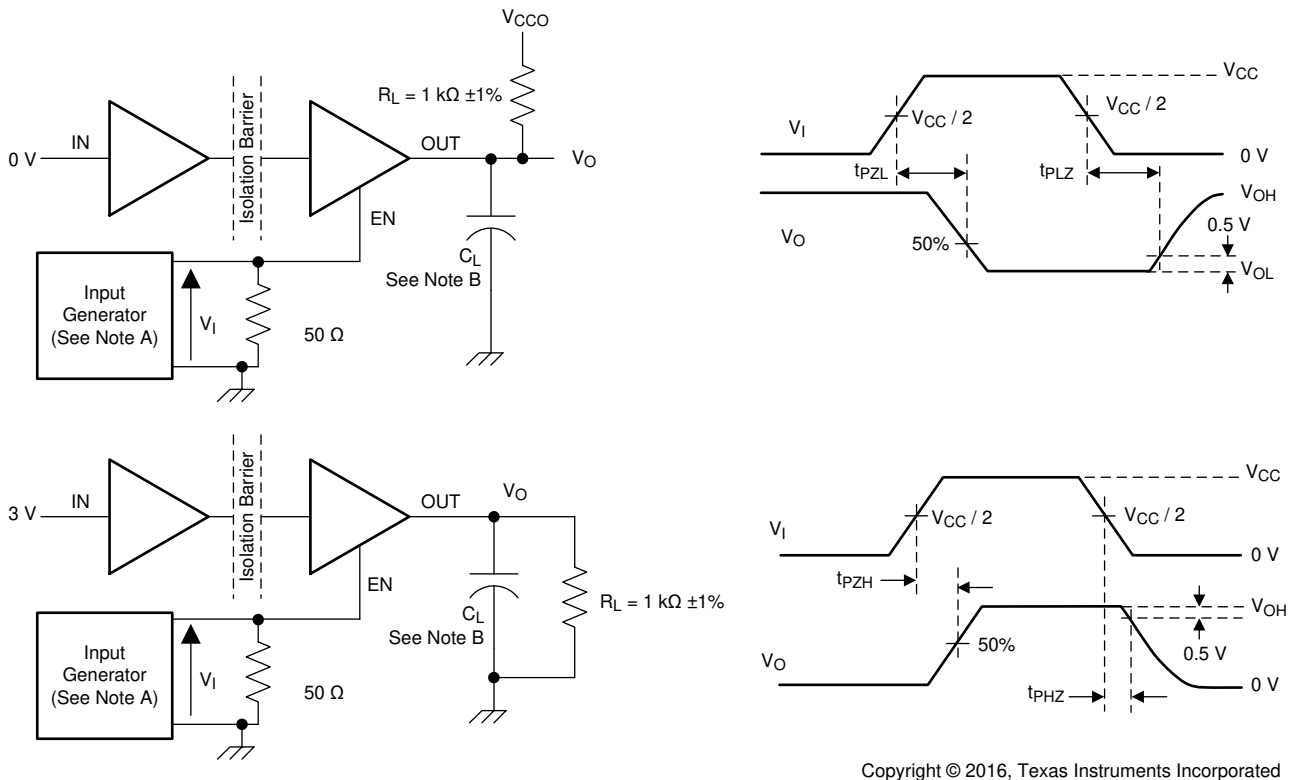 VCCO
RL = 1 kΩ ±1%
IN
Isolation Barrier
OUT
0 V
VO
EN
CL
See Note B
Input
Generator
(See Note A)
VI
50 Ω
VCC
VCC / 2
VCC / 2
VI
0 V
tPZL
tPLZ
VOH
0.5 V
VO
50%
VOL
IN
Isolation Barrier
OUT
VO
3 V
EN
CL
See Note B
RL = 1 kΩ ±1%
Input
Generator
(See Note A)
VI
50 Ω
VCC
VCC / 2
VCC / 2
VI
0 V
tPZH
VOH
50%
0.5 V
VO
0 V
tPHZ
Copyright © 2016, Texas Instruments Incorporated